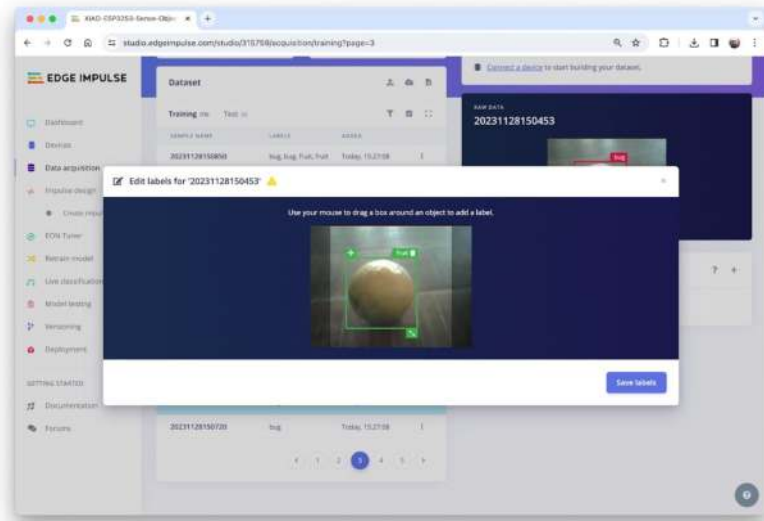 XIAO-ESP32S3-Sense-Obje
studio.edgeimpulse.com/studio/315759/acquisition/training?page=3
EDGE IMPULSE
Dashboard
Devices
Data acquisition
Impulse design
EON Tuner
Retrain model
Live classification
Model testing
Versioning
Deployment
GETTING STARTED
Documentation
Forums
Dataset
Training
Test
SAMPLE NAME LABELS ADDED
20231128150850 bug, bug, fruit, fruit Today, 15:27:08
Connect a device to start building your dataset.
RAW DATA
20231128150453
bug
Edit labels for '20231128150453'
Use your mouse to drag a box around an object to add a label.
fruit
Save labels
20231128150720 bug Today, 15:27:08
1 2 3 4 5